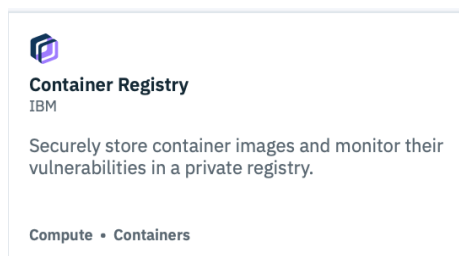 Container Registry
IBM
Securely store container images and monitor their
vulnerabilities in a private registry.
Compute • Containers